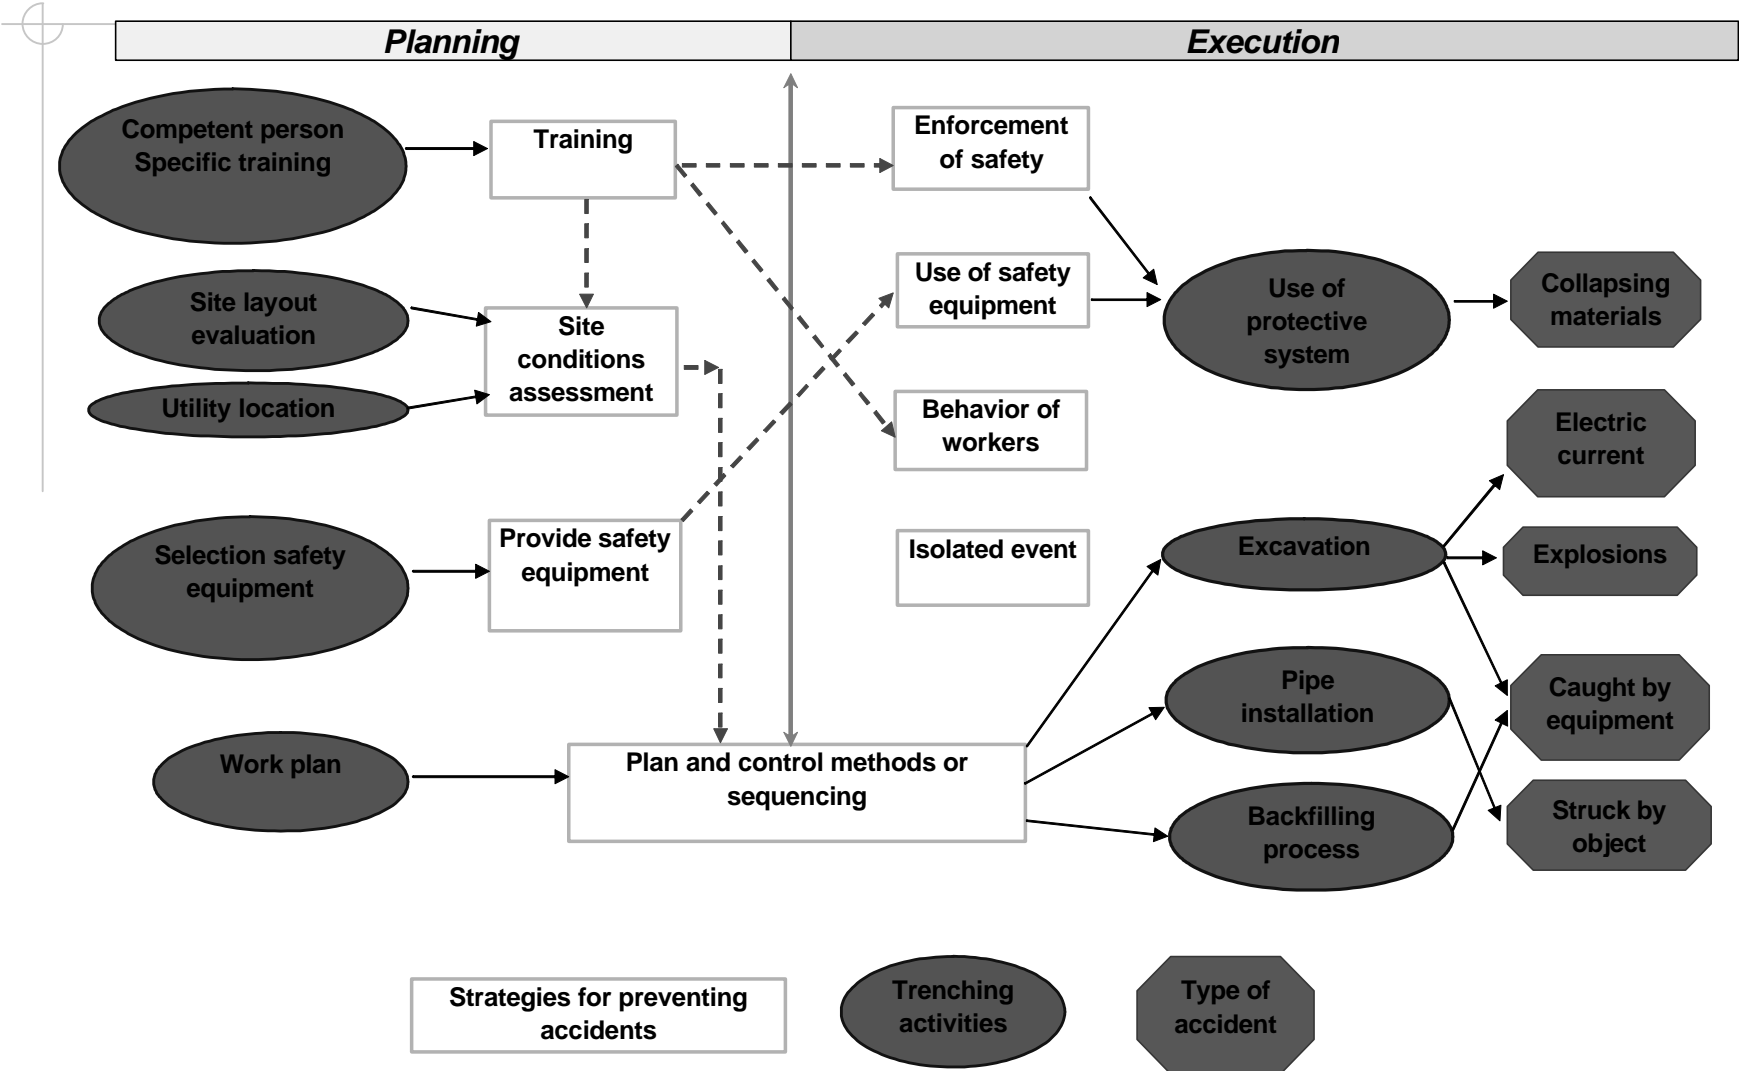 Planning
Execution
Competent person
Specific training
Training
Enforcement
of safety
Site layout
evaluation
Utility location
Site
conditions
assessment
Use of safety
equipment
Use of
protective
system
Collapsing
materials
Behavior of
workers
Electric
current
Selection safety
equipment
Provide safety
equipment
Isolated event
Excavation
Explosions
Pipe
installation
Caught by
equipment
Work plan
Plan and control methods or
sequencing
Backfilling
process
Struck by
object
Strategies for preventing
accidents
Trenching
activities
Type of
accident